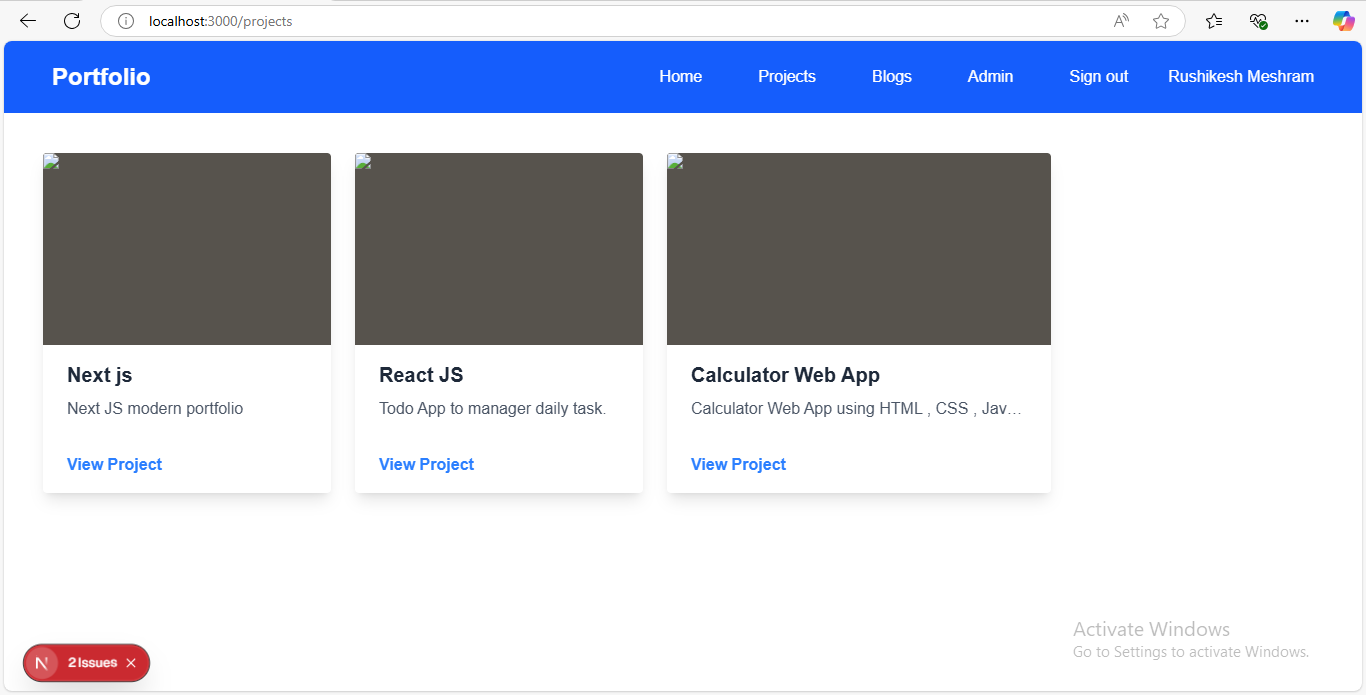 localhost:3000/projects
Portfolio Home Projects Blogs Admin Sign out Rushikesh Meshram
Next js
Next JS modern portfolio
View Project
React JS
Todo App to manager daily task.
View Project
Calculator Web App
Calculator Web App using HTML , CSS , Jav...
View Project
Activate Windows
Go to Settings to activate Windows.
N 2 Issues